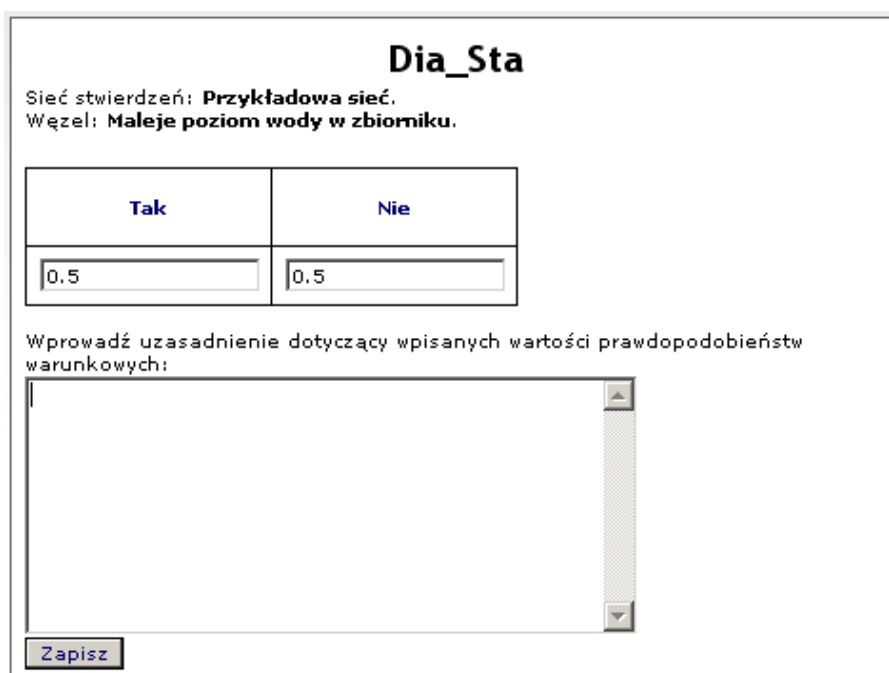 Dia_Sta
Sieć stwierdzeń: Przykładowa sieć.
Węzel: Maleje poziom wody w zbiorniku.
Tak Nie
0.5 0.5
Wprowadź uzasadnienie dotyczący wpisanych wartości prawdopodobieństw
warunkowych:
Zapisz